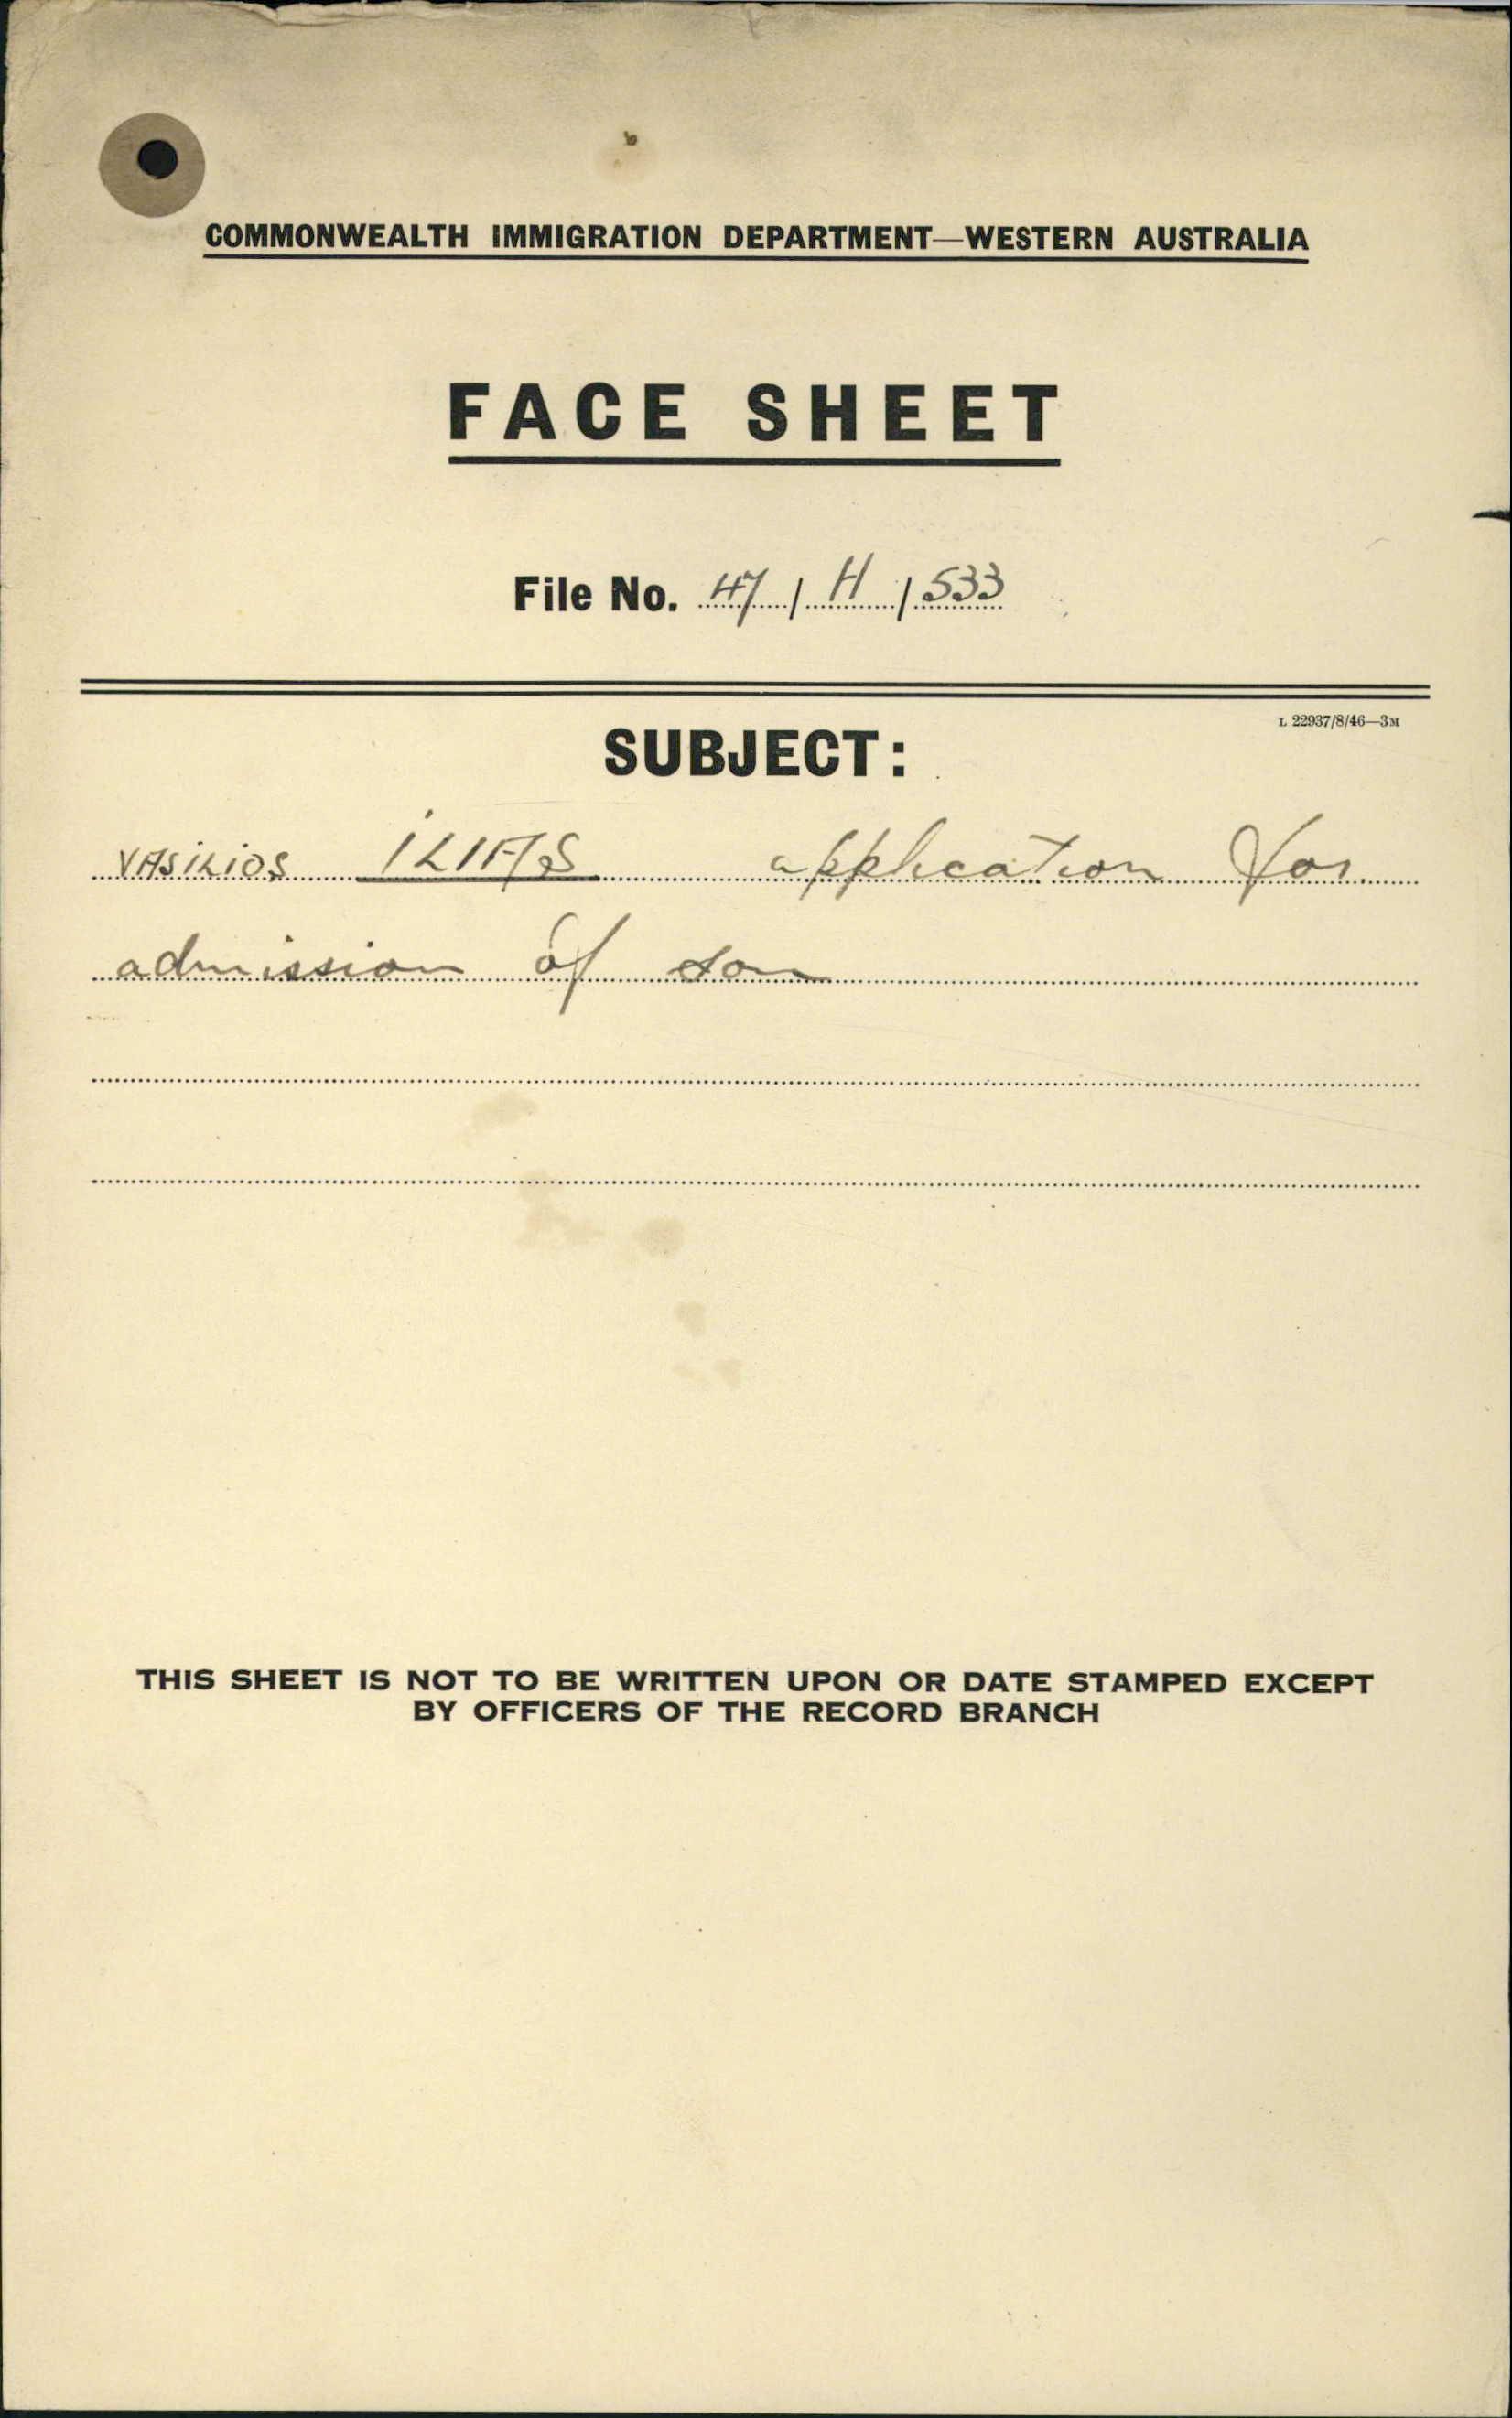 COMMONWEALTH IMMIGRATION DEPARTMENT—WESTERN AUSTRALIA
FACE SHEET
File No. 47 / H / 533
L 22937/8/46—3M
SUBJECT:
VASILIOS ILIAS application for
admission of son
THIS SHEET IS NOT TO BE WRITTEN UPON OR DATE STAMPED EXCEPT
BY OFFICERS OF THE RECORD BRANCH